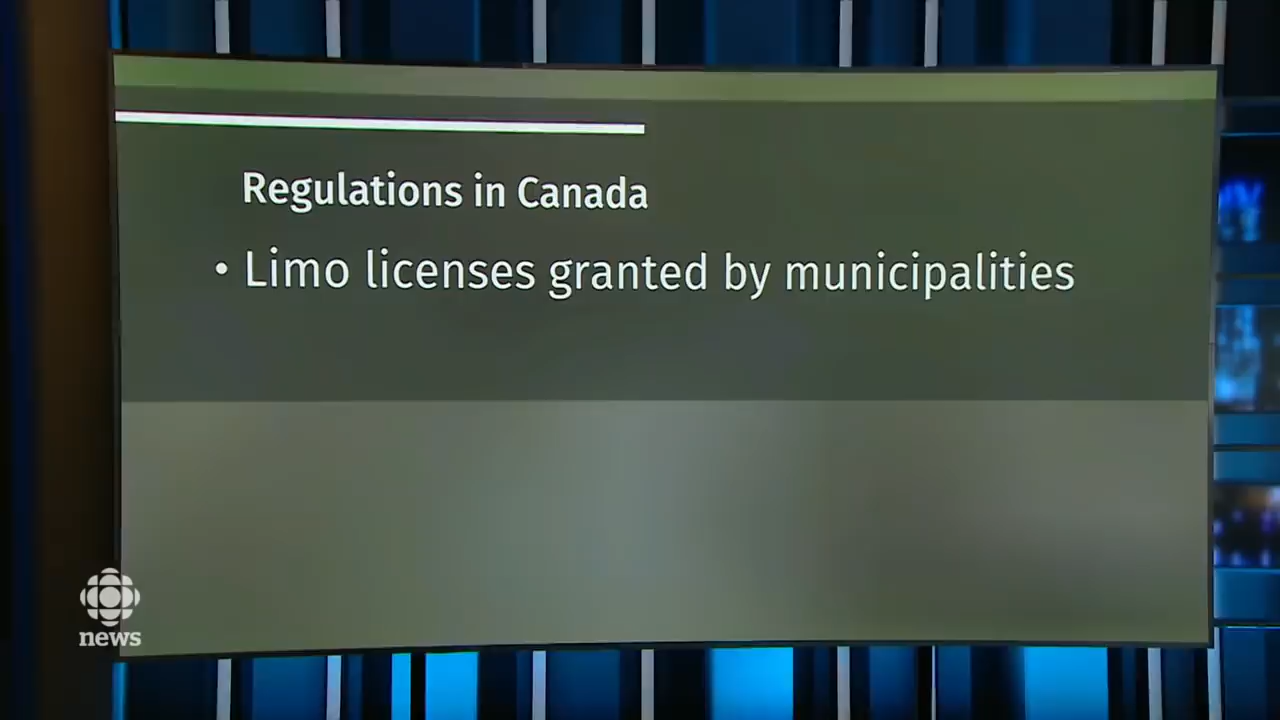 Regulations in Canada
• Limo licenses granted by municipalities
news